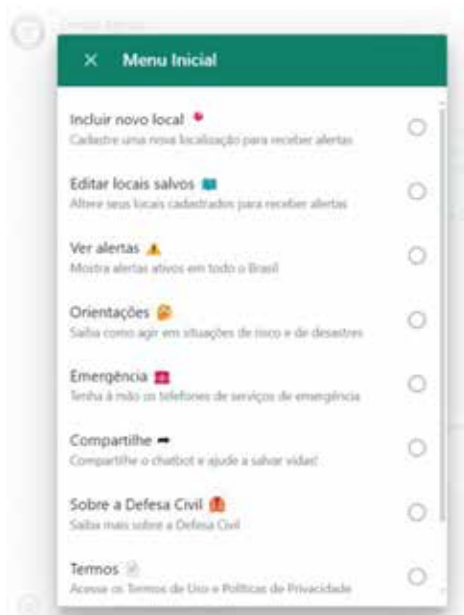 Menu Inicial
Incluir novo local
Cadastre uma nova localização para receber alertas
Editar locais salvos
Altere seus locais cadastrados para receber alertas
Ver alertas
Mostra alertas ativos em todo o Brasil
Orientações
Saiba como agir em situações de risco e de desastres
Emergência
Tenha à mão os telefones de serviços de emergência
Compartilhe
Compartilhe o chatbot e ajude a salvar vidas!
Sobre a Defesa Civil
Saiba mais sobre a Defesa Civil
Termos
Acesse os Termos de Uso e Políticas de Privacidade